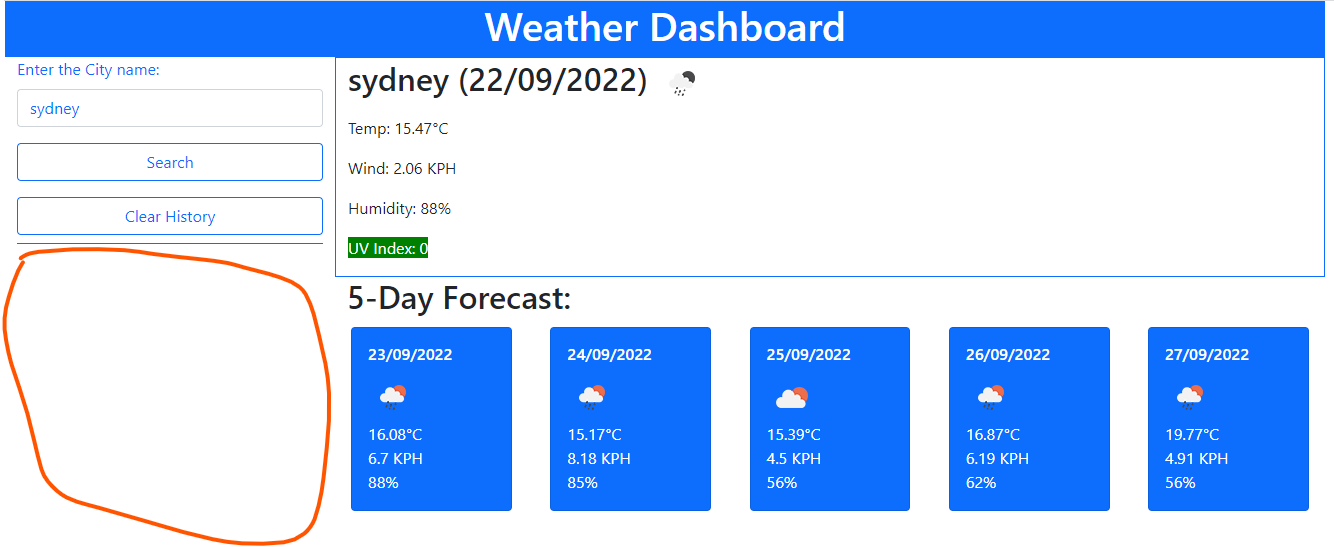 Weather Dashboard
Enter the City name:
sydney
Search
Clear History
sydney (22/09/2022)
Temp: 15.47°C
Wind: 2.06 KPH
Humidity: 88%
UV Index: 0
5-Day Forecast:
23/09/2022
16.08°C
6.7 KPH
88%
24/09/2022
15.17°C
8.18 KPH
85%
25/09/2022
15.39°C
4.5 KPH
56%
26/09/2022
16.87°C
6.19 KPH
62%
27/09/2022
19.77°C
4.91 KPH
56%